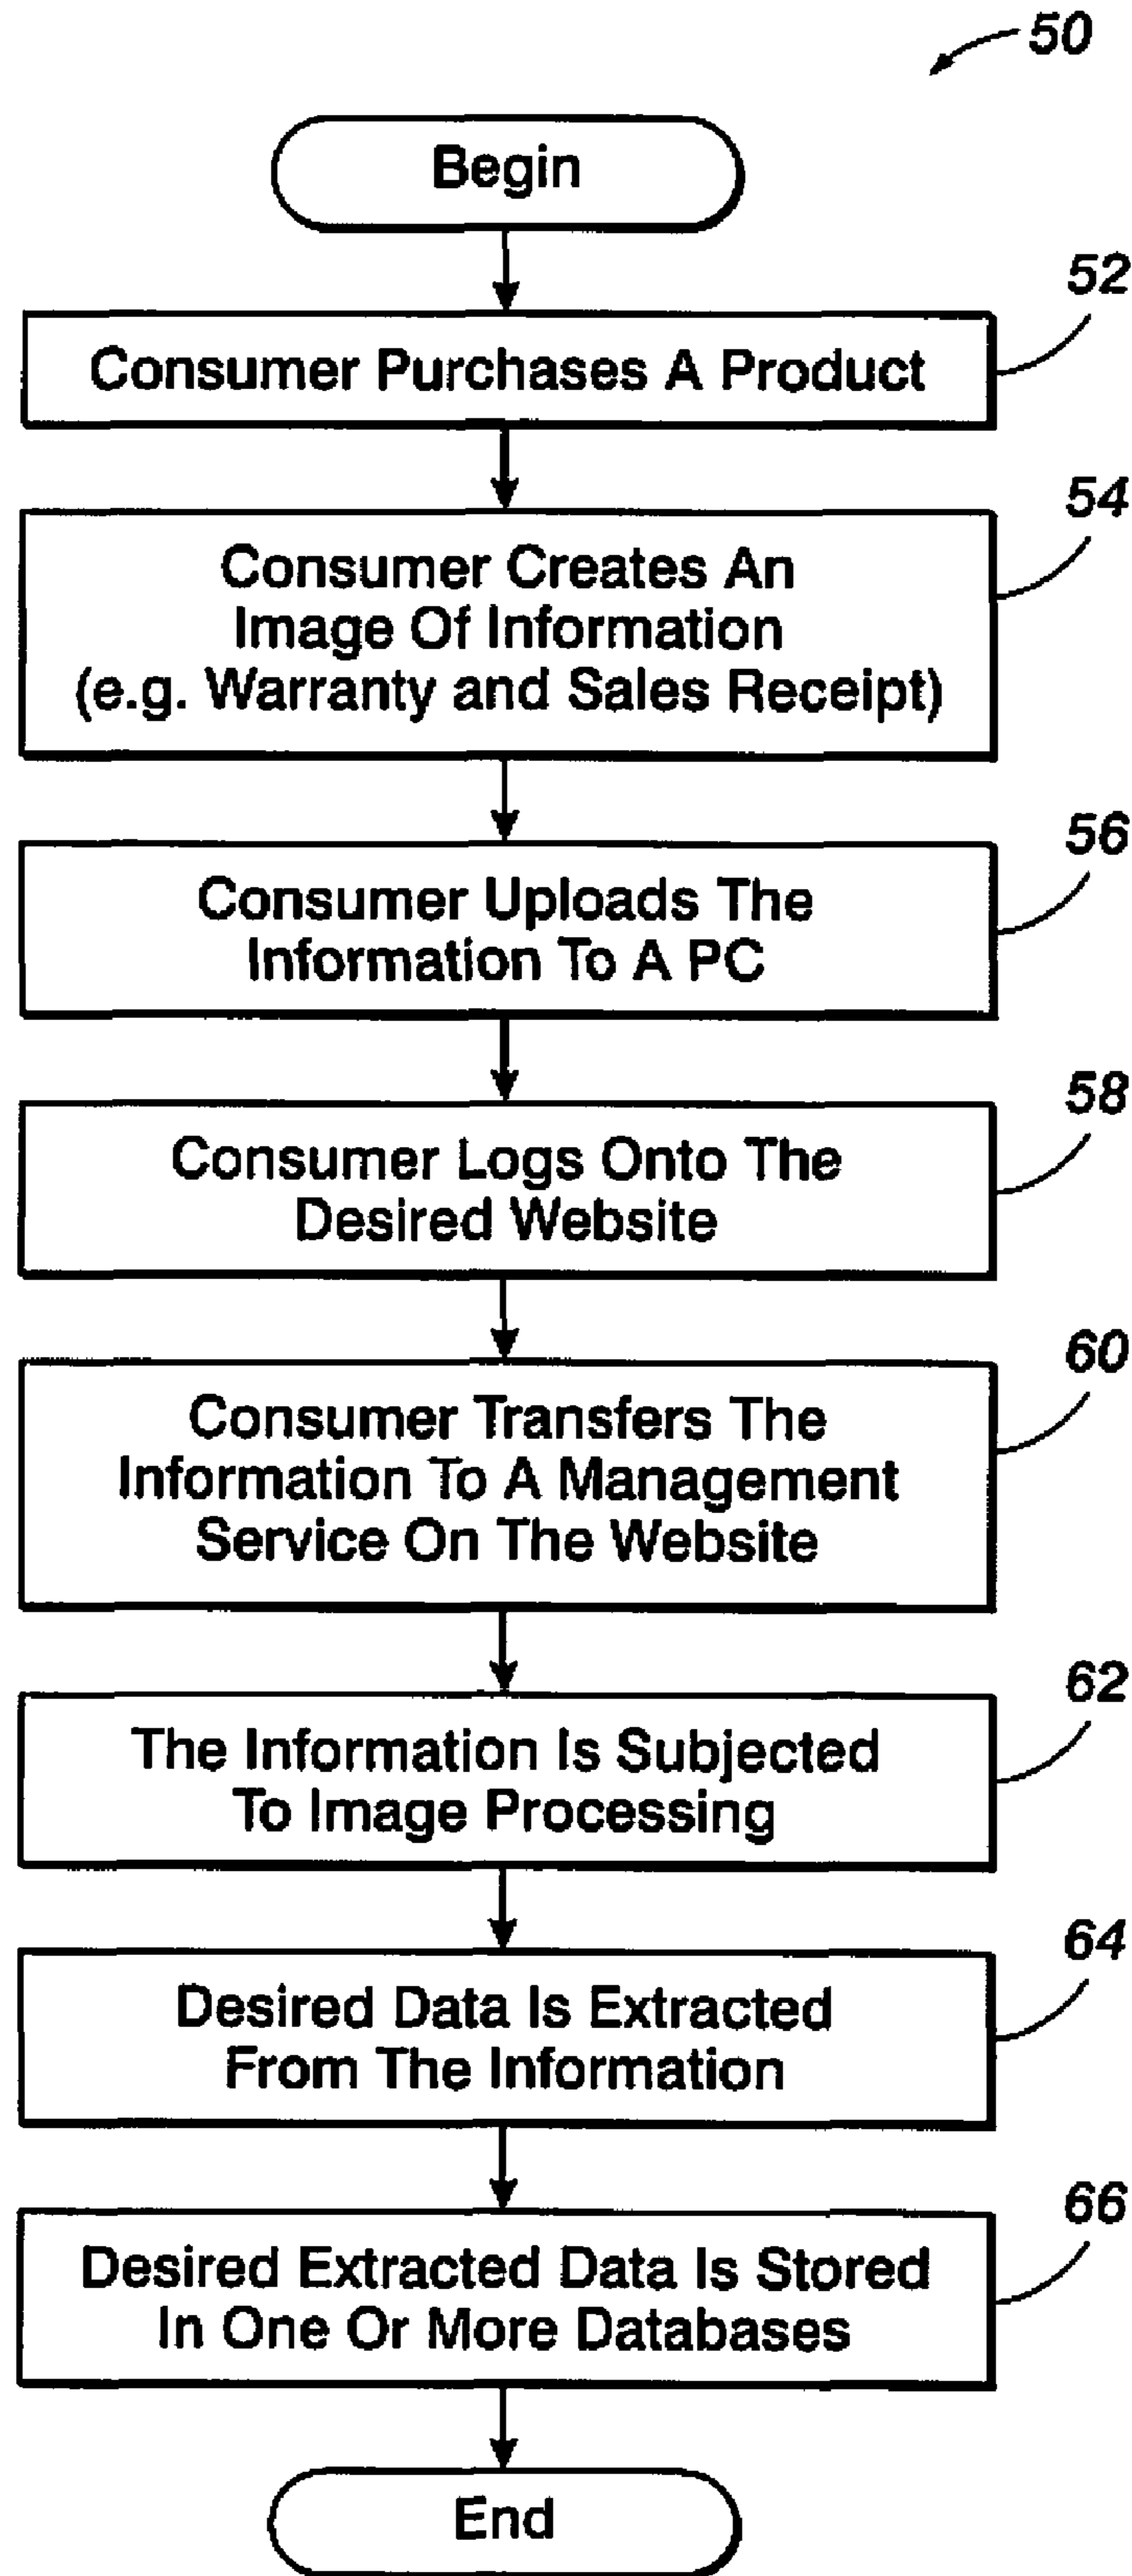 50
Begin
52
Consumer Purchases A Product
54
Consumer Creates An
Image Of Information
(e.g. Warranty and Sales Receipt)
56
Consumer Uploads The
Information To A PC
58
Consumer Logs Onto The
Desired Website
60
Consumer Transfers The
Information To A Management
Service On The Website
62
The Information Is Subjected
To Image Processing
64
Desired Data Is Extracted
From The Information
66
Desired Extracted Data Is Stored
In One Or More Databases
End